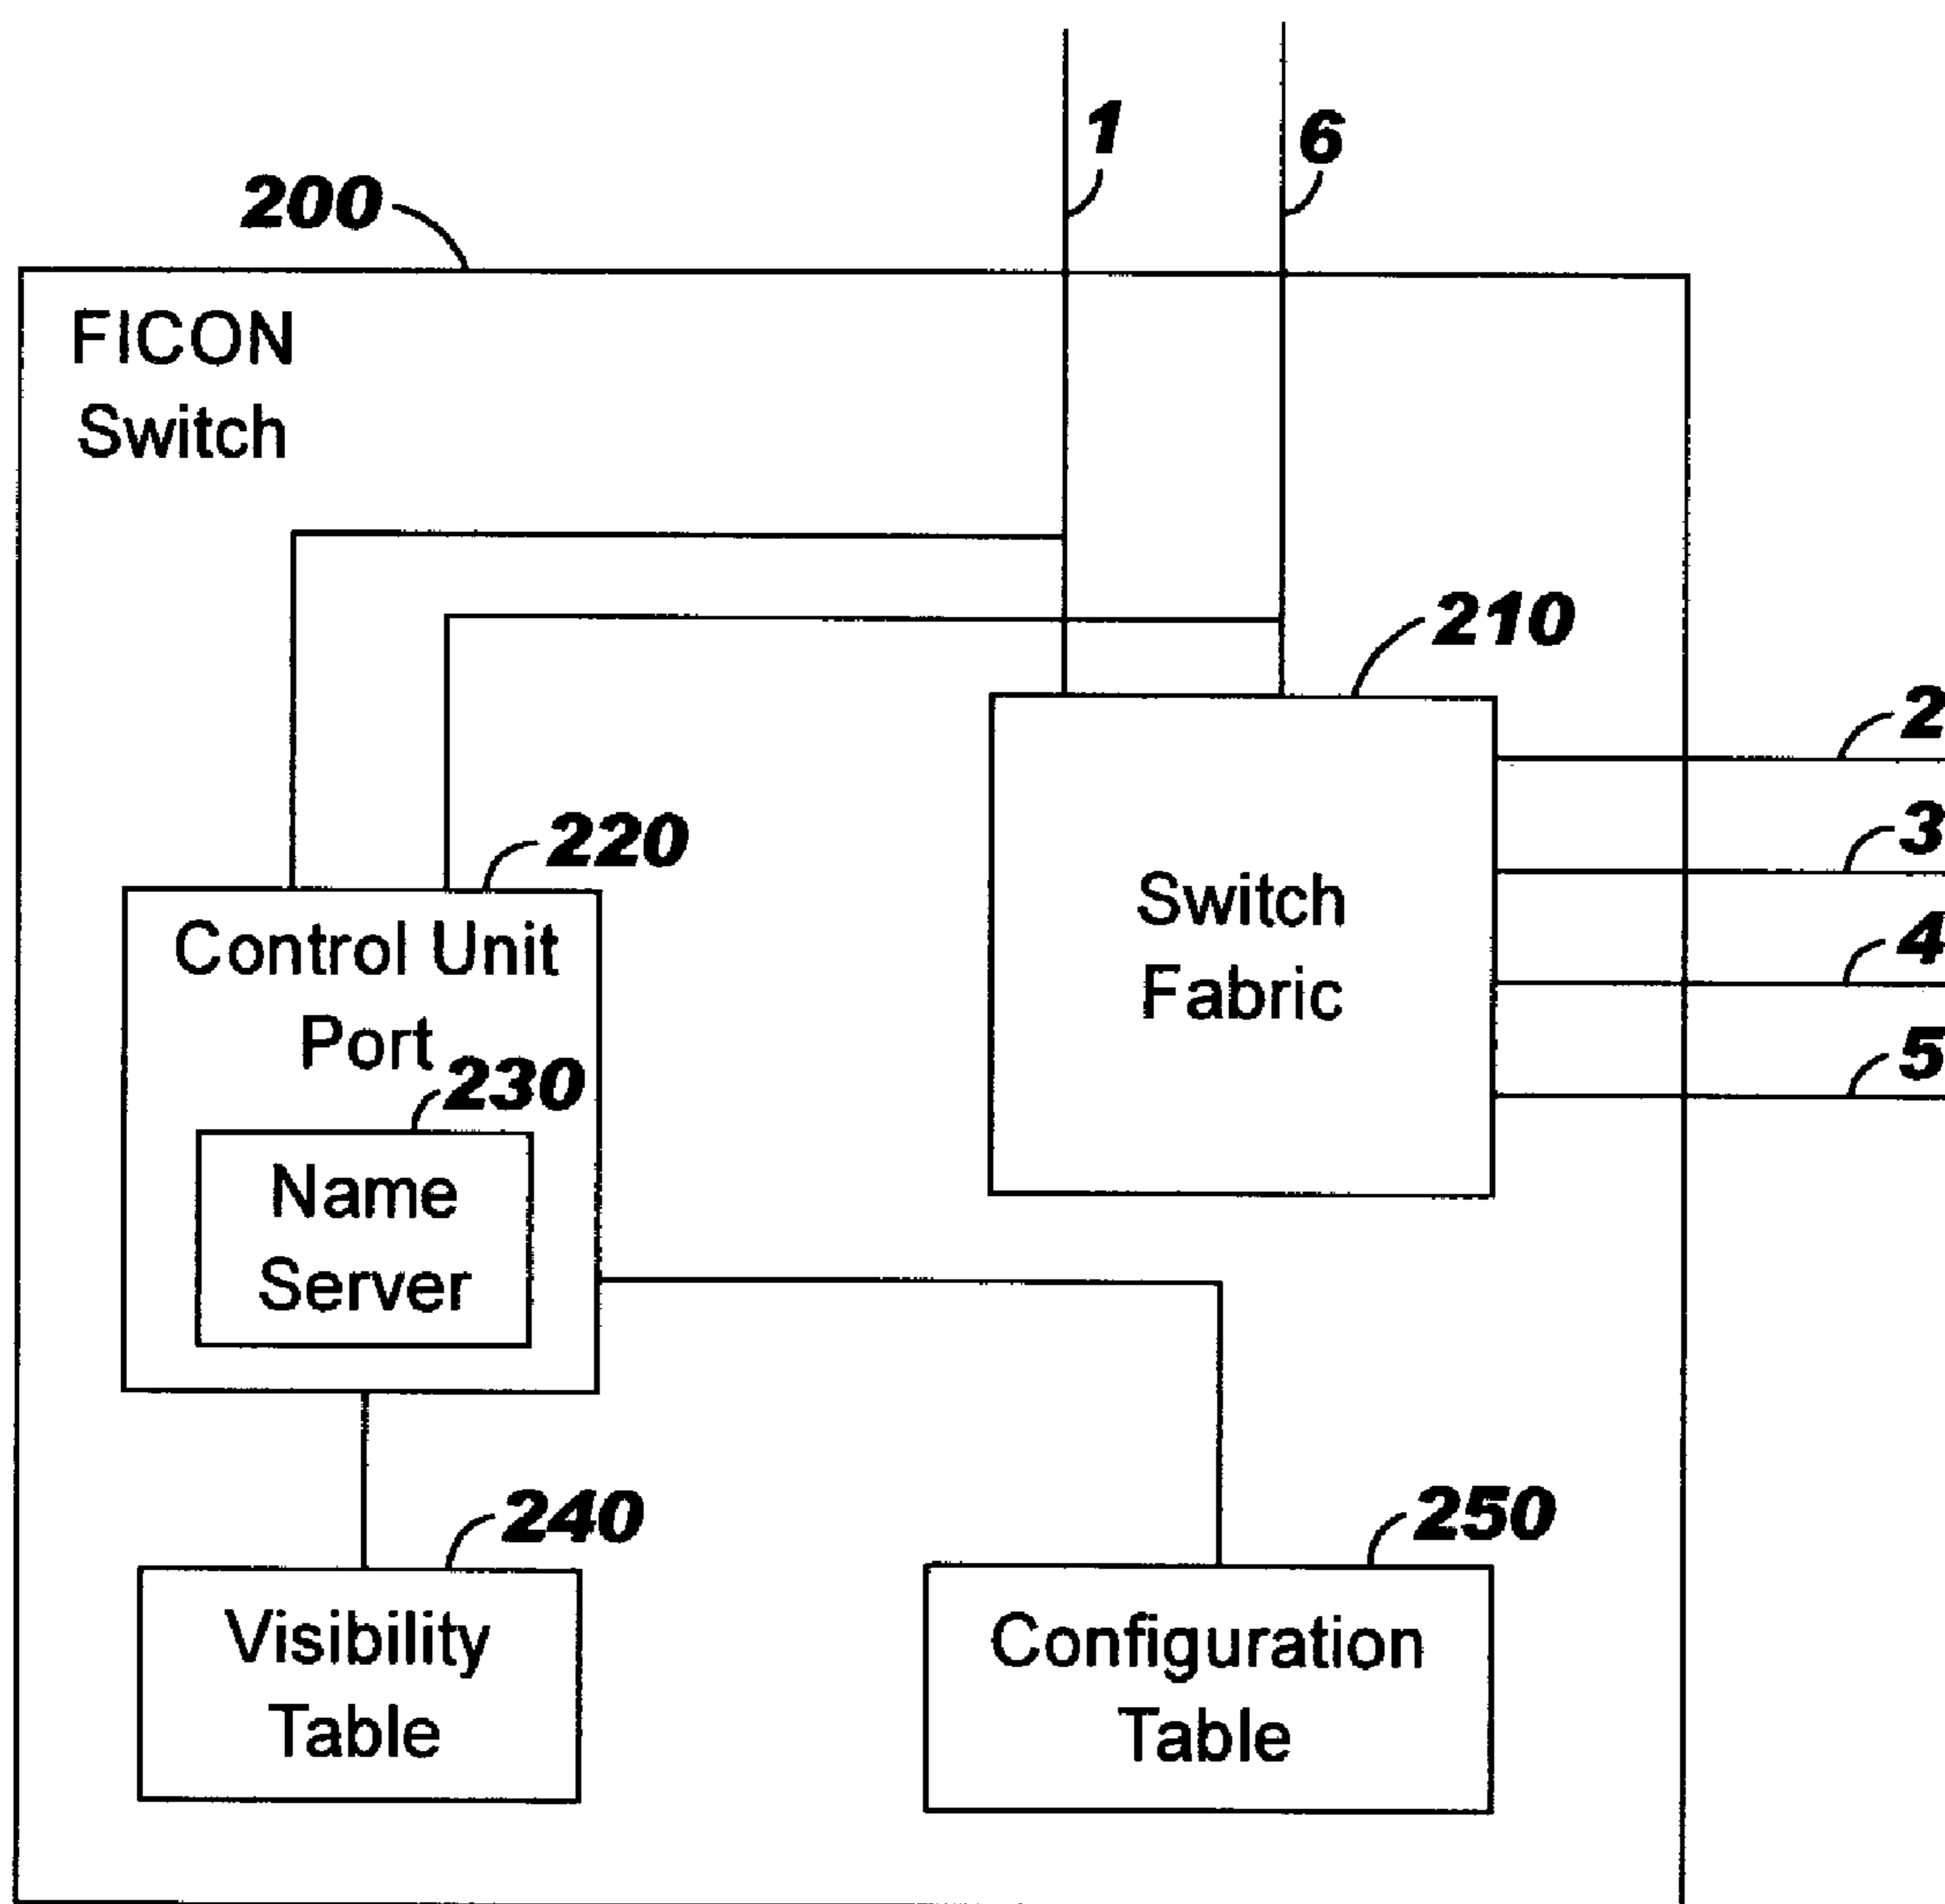 1
6
200
FICON
Switch
210
2
220
3
Control Unit
Port
Switch
Fabric
4
230
5
Name
Server
240
250
Visibility
Table
Configuration
Table